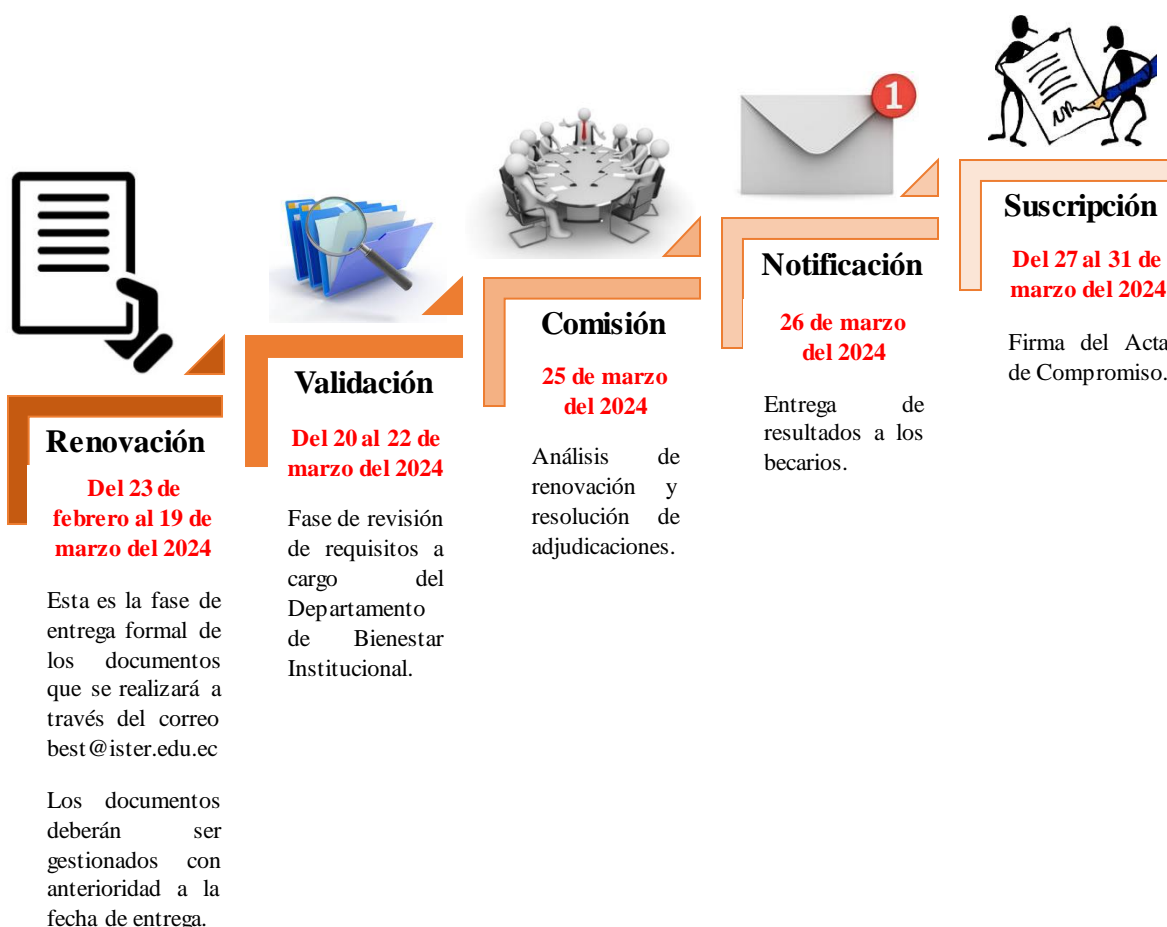 Renovación
Del 23 de
febrero al 19 de
marzo del 2024
Esta es la fase de
entrega formal de
los documentos
que se realizará a
través del correo
best@ister.edu.ec
Los documentos
deberán ser
gestionados con
anterioridad a la
fecha de entrega.
Validación
Del 20 al 22 de
marzo del 2024
Fase de revisión
de requisitos a
cargo del
Departamento
de Bienestar
Institucional.
Comisión
25 de marzo
del 2024
Análisis de
renovación y
resolución de
adjudicaciones.
1
Notificación
26 de marzo
del 2024
Entrega de
resultados a los
becarios.
Suscripción
Del 27 al 31 de
marzo del 2024
Firma del Acta
de Compromiso.